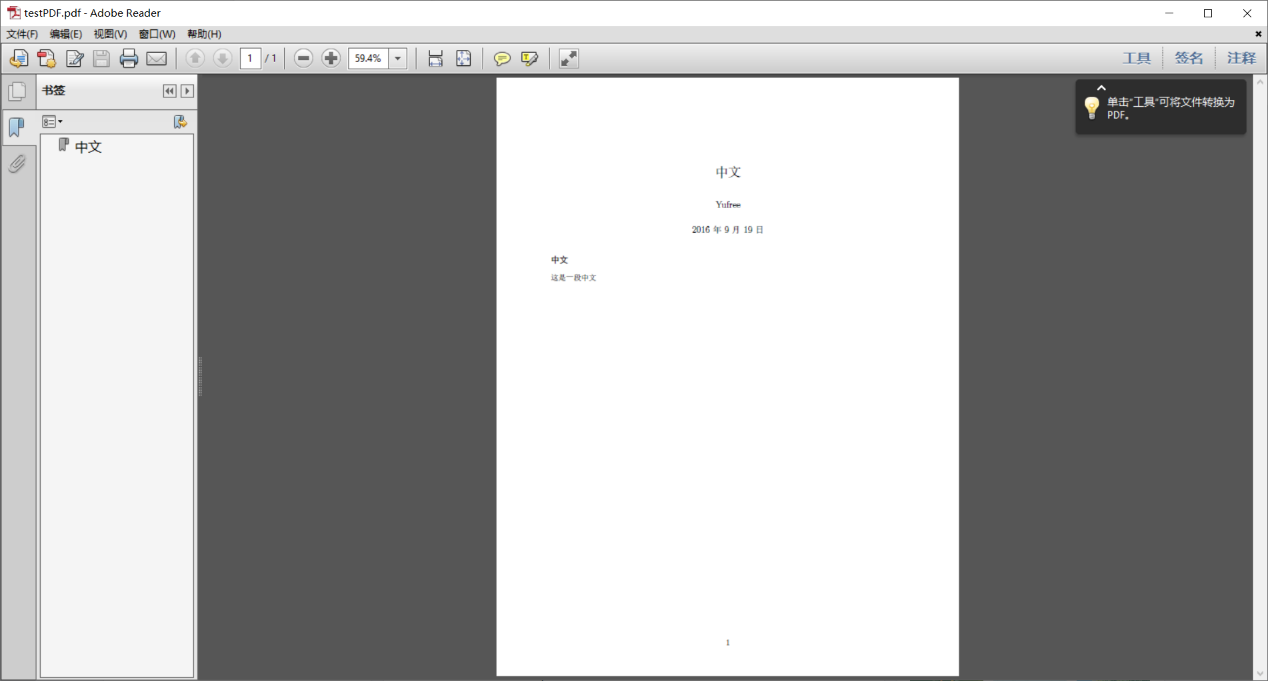 testPDF.pdf - Adobe Reader
文件(F) 编辑(E) 视图(V) 窗口(W) 帮助(H)
1 / 1 59.4% 工具 签名 注释
书签
中文
单击“工具”可将文件转换为
PDF。
中文
Yufree
2016 年 9 月 19 日
中文
这是一段中文
1